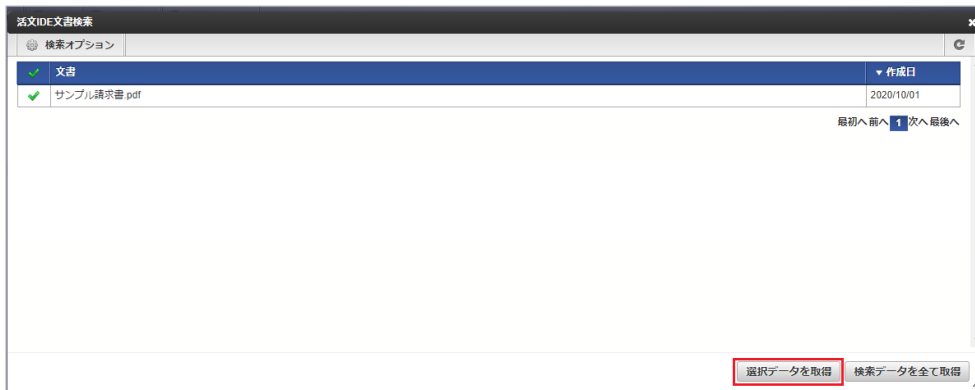 活文IDE文書検索
検索オプション
文書 ▼作成日
サンプル請求書.pdf 2020/10/01
最初へ 前へ 1 次へ 最後へ
選択データを取得 検索データを全て取得